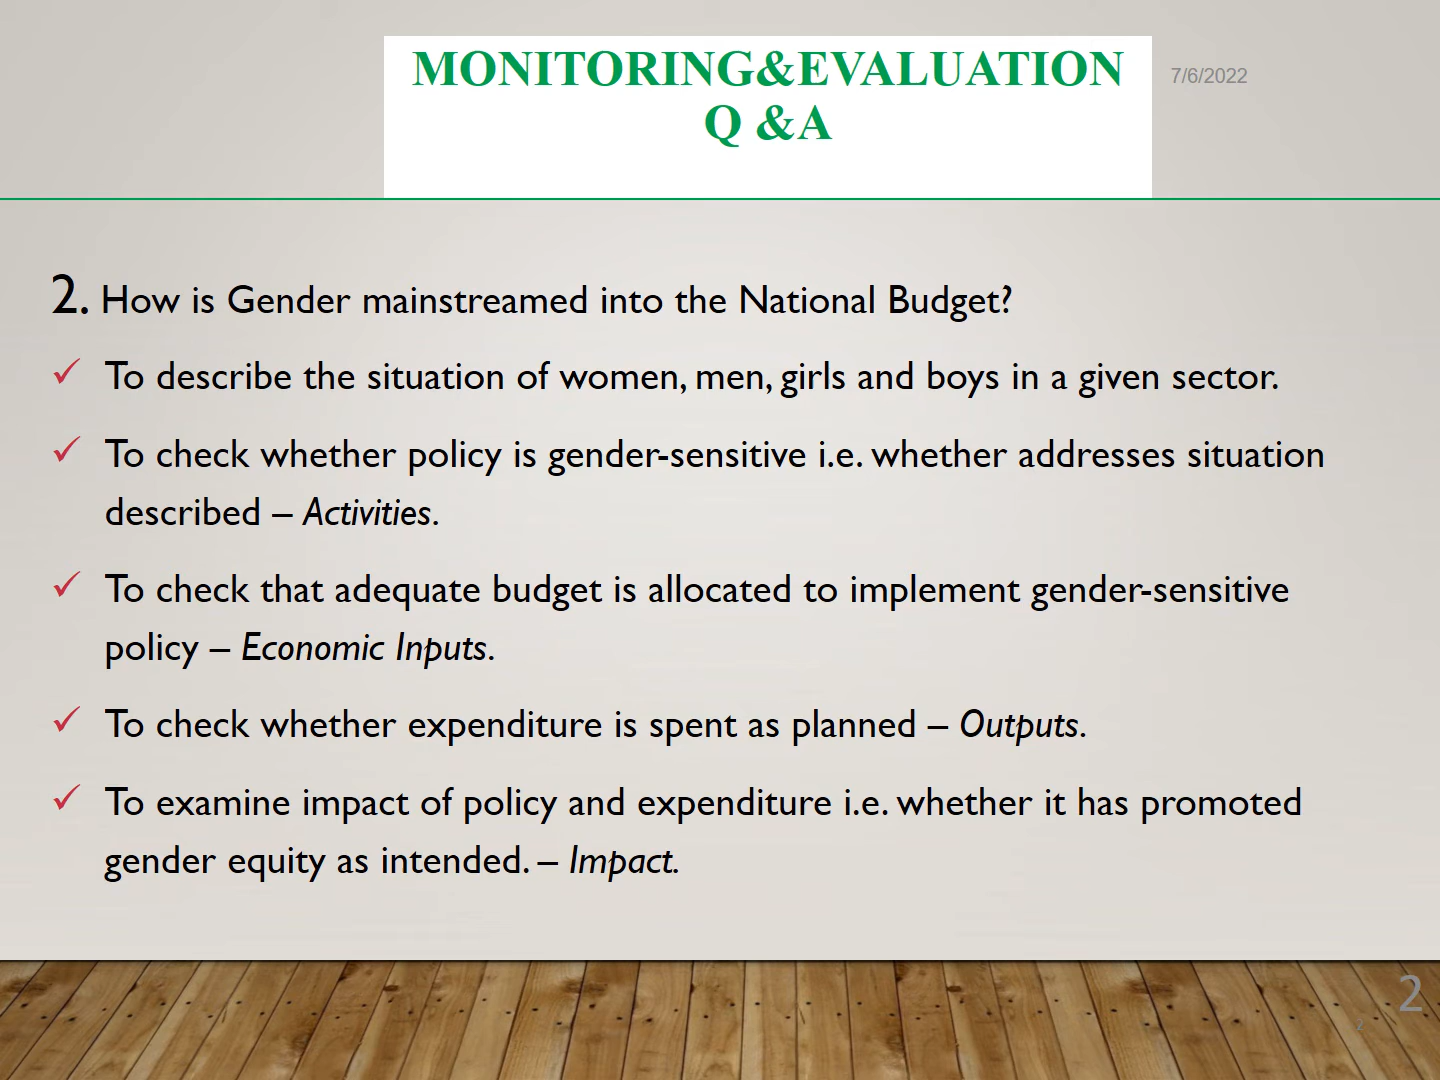 MONITORING&EVALUATION
Q &A
7/6/2022
2. How is Gender mainstreamed into the National Budget?
✓ To describe the situation of women, men, girls and boys in a given sector.
✓ To check whether policy is gender-sensitive i.e. whether addresses situation
described – Activities.
✓ To check that adequate budget is allocated to implement gender-sensitive
policy – Economic Inputs.
✓ To check whether expenditure is spent as planned – Outputs.
✓ To examine impact of policy and expenditure i.e. whether it has promoted
gender equity as intended. – Impact.
2
2